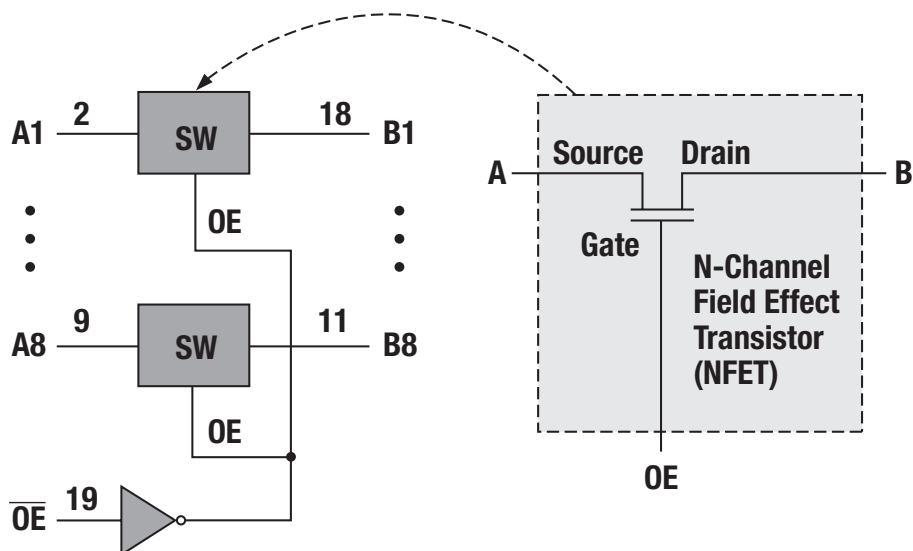 A1 2 SW 18 B1
OE
A8 9 SW 11 B8
OE
O̅E̅ 19
A Source Drain B
Gate
N-Channel
Field Effect
Transistor
(NFET)
OE